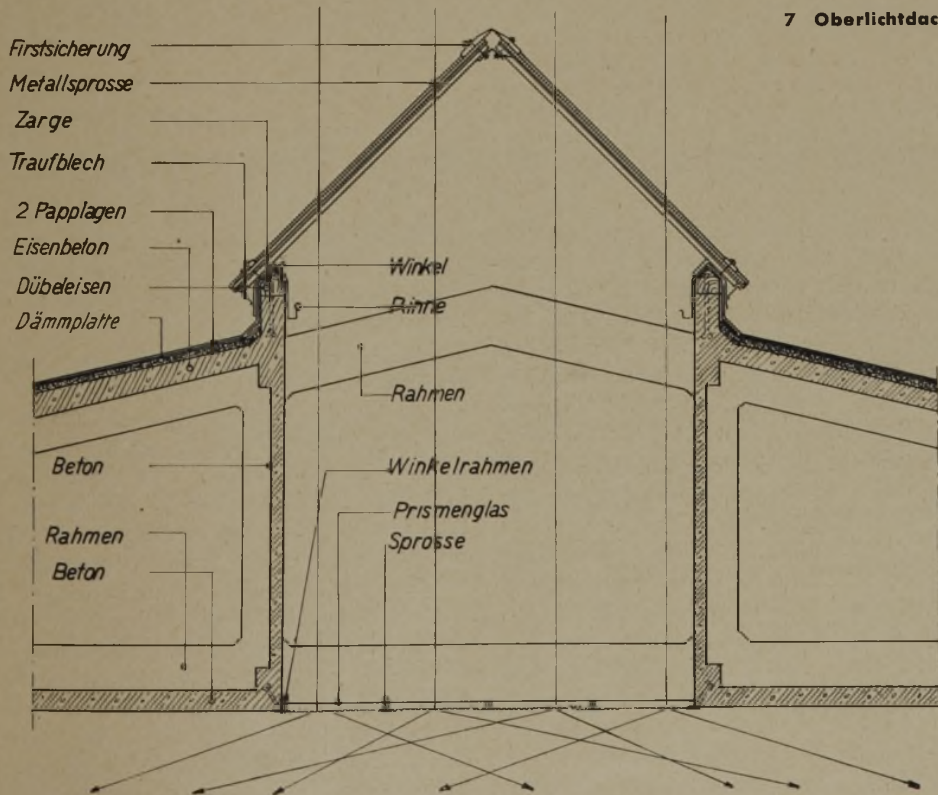 7 Oberlichtdac
Firstsicherung
Metallsprosse
Zarge
Traufblech
2 Papplagen
Eisenbeton
Dübeleisen
Dämmplatte
Winkel
Rinne
Rahmen
Beton
Winkelrahmen
Prismenglas
Rahmen
Sprosse
Beton